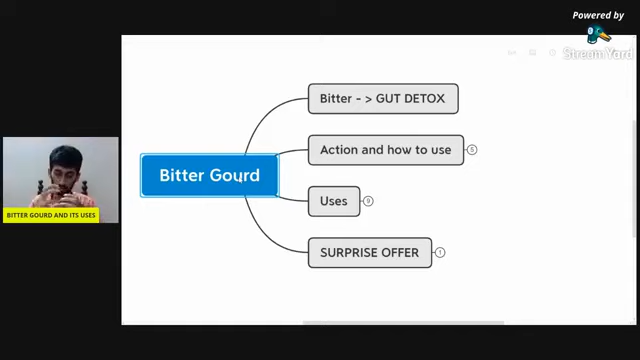 Powered by
StreamYard
Bitter - > GUT DETOX
Action and how to use
5
Bitter Gourd
Uses
9
BITTER GOURD AND ITS USES
SURPRISE OFFER
1